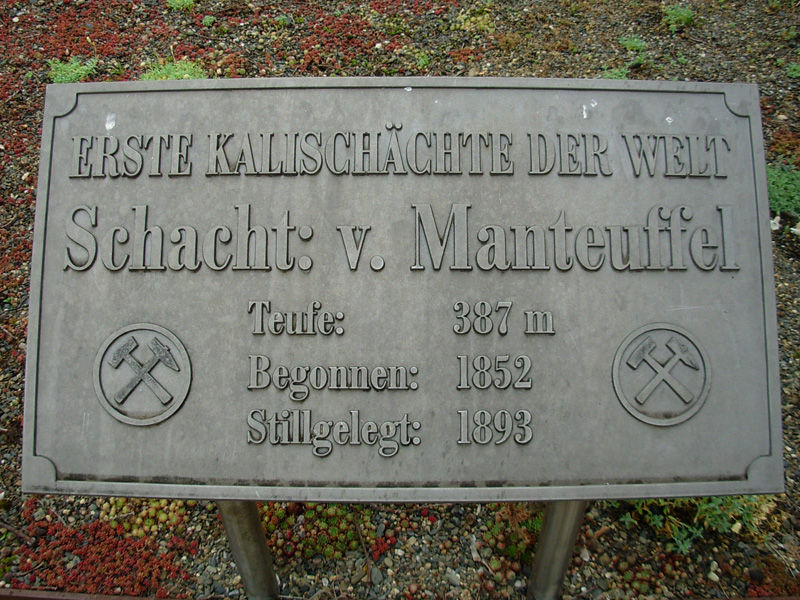 ERSTE KALISCHÄCHTE DER WELT
Schacht: v. Manteuffel
Teufe: 387 m
Begonnen: 1852
Stillgelegt: 1893